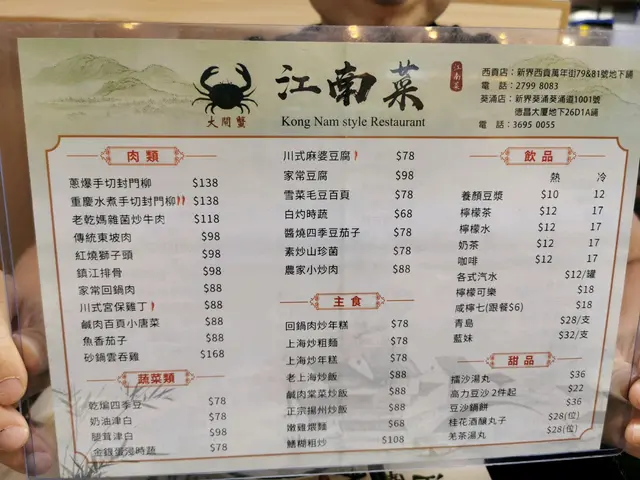 大閘蟹
江南菜
Kong Nam style Restaurant
江南菜
西貢店：新界西貢萬年街79&81號地下鋪
電 話：2799 8083
葵涌店：新界葵涌葵涌道1001號
德昌大廈地下26D1A鋪
電 話：3695 0055
肉類
蔥爆手切封門柳 $138
重慶水煮手切封門柳 $138
老乾媽雜菌炒牛肉 $118
傳統東坡肉 $98
紅燒獅子頭 $98
鎮江排骨 $98
家常回鍋肉 $88
川式宮保雞丁 $88
鹹肉百頁小唐菜 $88
魚香茄子 $88
砂鍋雲吞雞 $168
蔬菜類
乾煸四季豆 $78
奶油津白 $78
腿茸津白 $98
金銀蛋浸時蔬 $78
川式麻婆豆腐 $78
家常豆腐 $98
雪菜毛豆百頁 $78
白灼時蔬 $68
醬燒四季豆茄子 $78
素炒山珍菌 $78
農家小炒肉 $88
主食
回鍋肉炒年糕 $78
上海炒粗麵 $78
上海炒年糕 $78
老上海炒飯 $88
鹹肉棠菜炒飯 $88
正宗揚州炒飯 $88
嫩雞煨麵 $68
鱔糊粗炒 $108
飲品
熱 冷
養顏豆漿 $10 12
檸檬茶 $12 17
檸檬水 $12 17
奶茶 $12 17
咖啡 $12 17
各式汽水 $12/罐
檸檬可樂 $18
咸檸七(跟餐$6) $18
青島 $28/支
藍妹 $32/支
甜品
擂沙湯丸 $36
高力豆沙 2件起 $22
豆沙鍋餅 $36
桂花酒釀丸子 $28(位)
羌茶湯丸 $28(位)